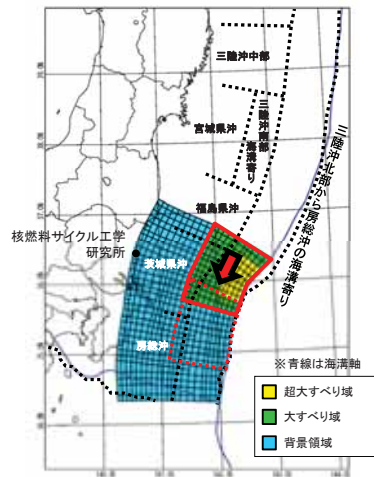 三陸沖中部
宮城県沖
三陸沖南部
海溝寄り
三陸沖北部から房総沖の海溝寄り
福島県沖
核燃料サイクル工学
研究所
茨城県沖
房総沖
※青線は海溝軸
超大すべり域
大すべり域
背景領域